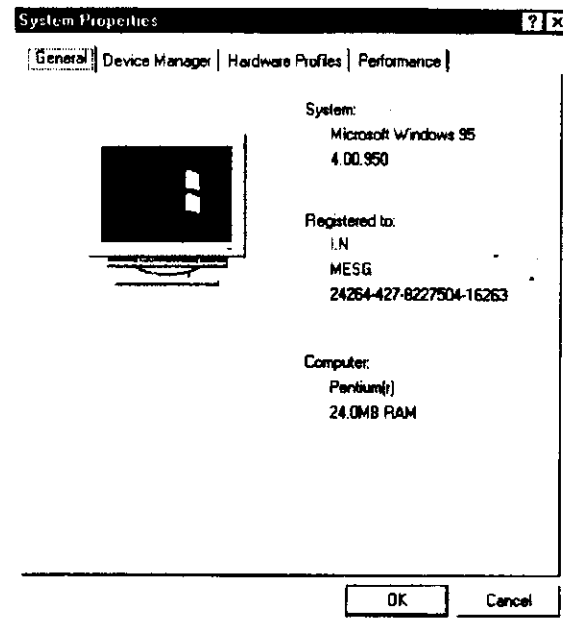 System Properties
General Device Manager Hardware Profiles Performance
System:
Microsoft Windows 95
4.00.950
Registered to:
I.N
MESG
24264-427-8227504-16263
Computer:
Pentium(r)
24.0MB RAM
OK Cancel